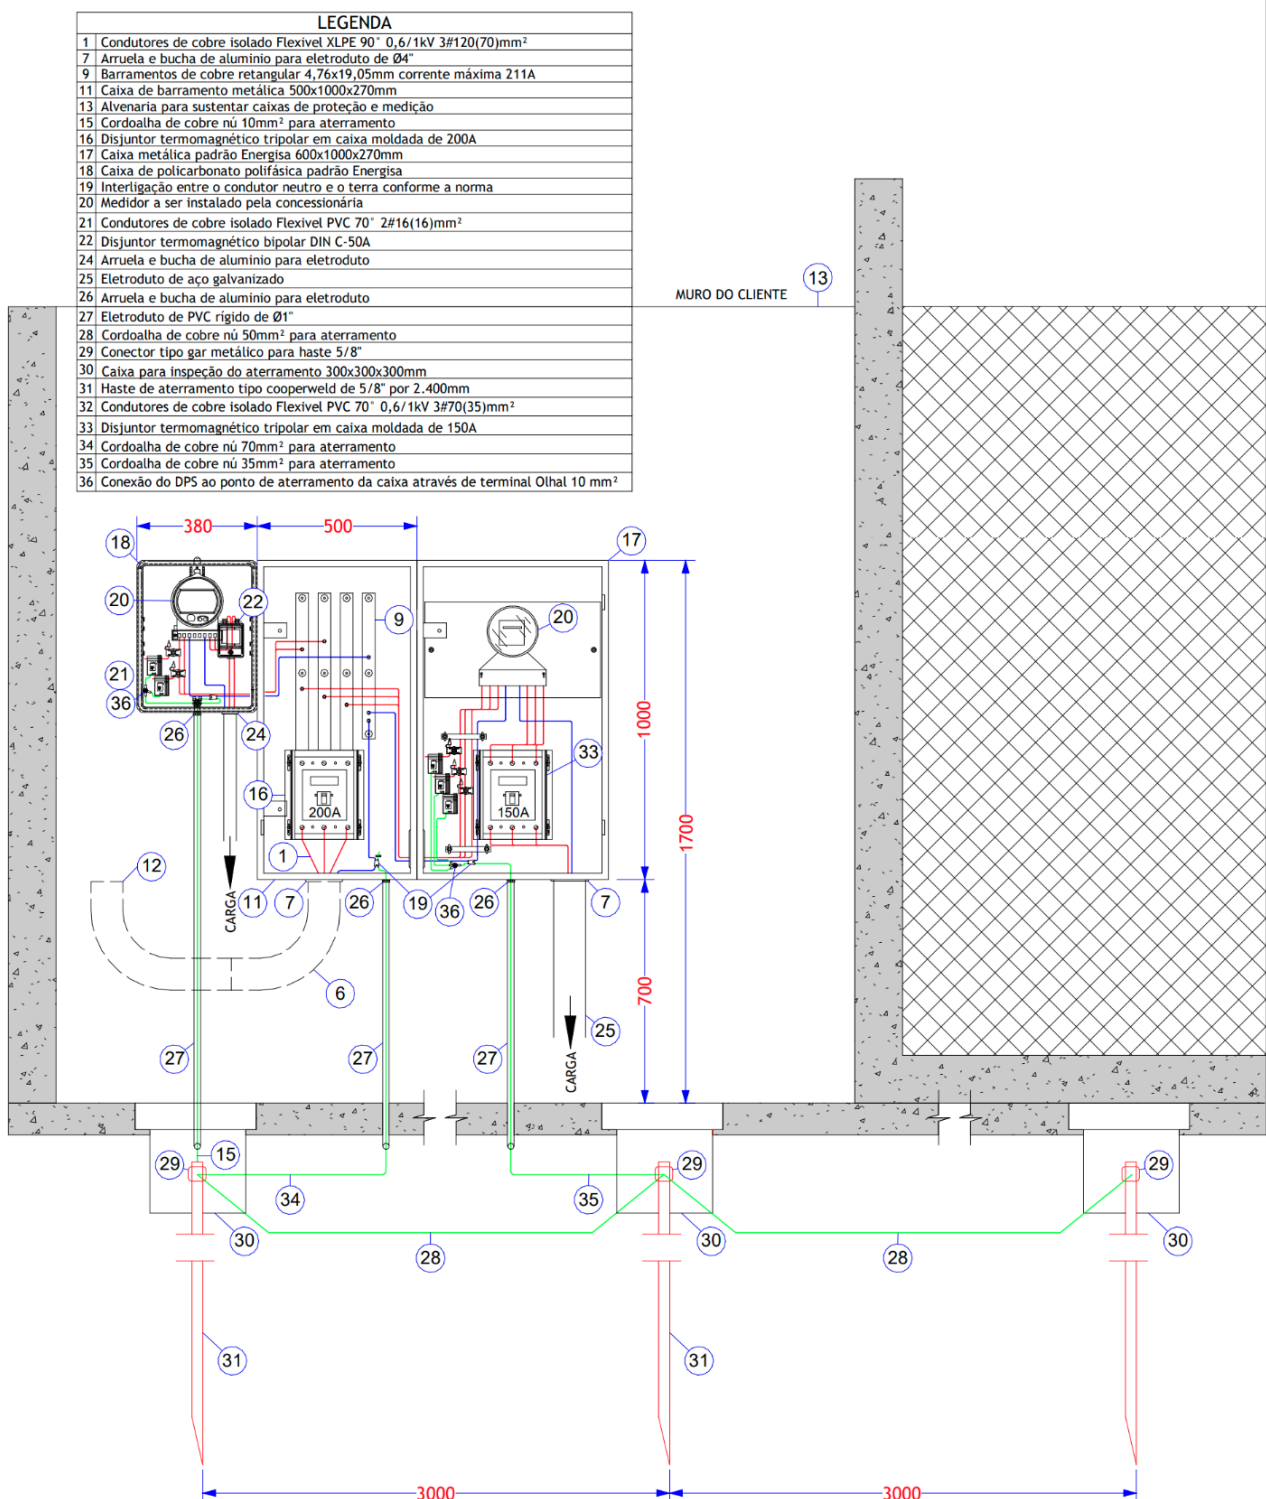 LEGENDA
1 Condutores de cobre isolado Flexivel XLPE 90° 0,6/1kV 3#120(70)mm²
7 Arruela e bucha de aluminio para eletroduto de Ø4"
9 Barramentos de cobre retangular 4,76x19,05mm corrente máxima 211A
11 Caixa de barramento metálica 500x1000x270mm
13 Alvenaria para sustentar caixas de proteção e medição
15 Cordoalha de cobre nú 10mm² para aterramento
16 Disjuntor termomagnético tripolar em caixa moldada de 200A
17 Caixa metálica padrão Energisa 600x1000x270mm
18 Caixa de policarbonato polifásica padrão Energisa
19 Interligação entre o condutor neutro e o terra conforme a norma
20 Medidor a ser instalado pela concessionária
21 Condutores de cobre isolado Flexivel PVC 70° 2#16(16)mm²
22 Disjuntor termomagnético bipolar DIN C-50A
24 Arruela e bucha de aluminio para eletroduto
25 Eletroduto de aço galvanizado
26 Arruela e bucha de aluminio para eletroduto
27 Eletroduto de PVC rígido de Ø1"
28 Cordoalha de cobre nú 50mm² para aterramento
29 Conector tipo gar metálico para haste 5/8"
30 Caixa para inspeção do aterramento 300x300x300mm
31 Haste de aterramento tipo cooperweld de 5/8" por 2.400mm
32 Condutores de cobre isolado Flexivel PVC 70° 0,6/1kV 3#70(35)mm²
33 Disjuntor termomagnético tripolar em caixa moldada de 150A
34 Cordoalha de cobre nú 70mm² para aterramento
35 Cordoalha de cobre nú 35mm² para aterramento
36 Conexão do DPS ao ponto de aterramento da caixa através de terminal Olhal 10 mm²
MURO DO CLIENTE
13
380
500
18
17
20
22
9
20
21
36
26
24
1000
33
16
200A
150A
1700
1
12
11
7
26
19
36
26
7
CARGA
6
700
25
27
27
27
CARGA
15
29
29
29
34
35
30
30
30
28
28
31
31
3000
3000